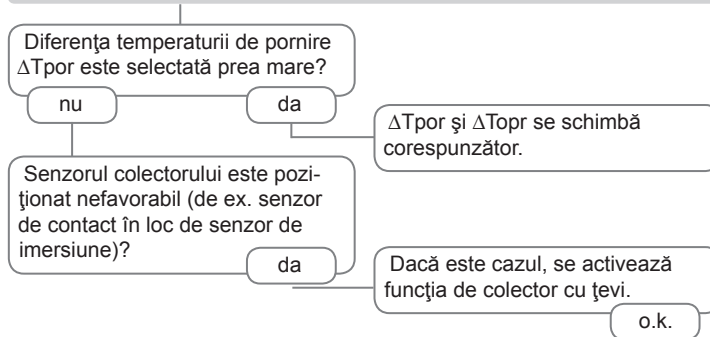 Diferenţa temperaturii de pornire
∆Tpor este selectată prea mare?
nu
da
∆Tpor şi ∆Topr se schimbă
corespunzător.
Senzorul colectorului este pozi-
ţionat nefavorabil (de ex. senzor
de contact în loc de senzor de
imersiune)?
da
Dacă este cazul, se activează
funcţia de colector cu ţevi.
o.k.